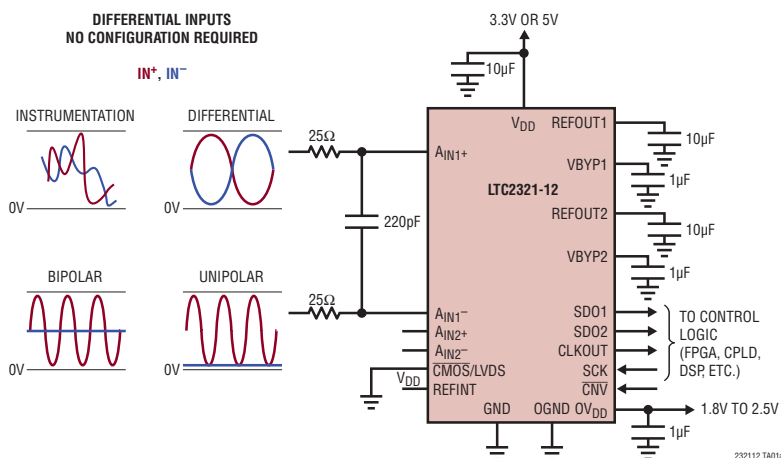 DIFFERENTIAL INPUTS
NO CONFIGURATION REQUIRED
IN+, IN−
INSTRUMENTATION
DIFFERENTIAL
0V
0V
BIPOLAR
UNIPOLAR
0V
0V
25Ω
220pF
25Ω
3.3V OR 5V
10µF
VDD
REFOUT1
10µF
AIN1+
VBYP1
1µF
LTC2321-12
REFOUT2
10µF
VBYP2
1µF
AIN1−
SDO1
TO CONTROL
LOGIC
(FPGA, CPLD,
DSP, ETC.)
AIN2+
SDO2
AIN2−
CLKOUT
CMOS/LVDS
SCK
VDD
REFINT
CNV
GND
OGND
OVDD
1.8V TO 2.5V
1µF